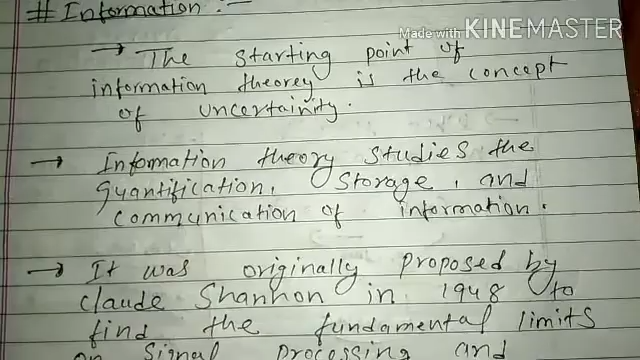 # Information :-
Made with KINEMASTER
→ The starting point of
information theorey is the concept
of uncertainity.
→ Information theory studies the
quantification, storage, and
communication of information.
→ It was originally proposed by
Claude Shannon in 1948 to
find the fundamental limits
on signal processing and